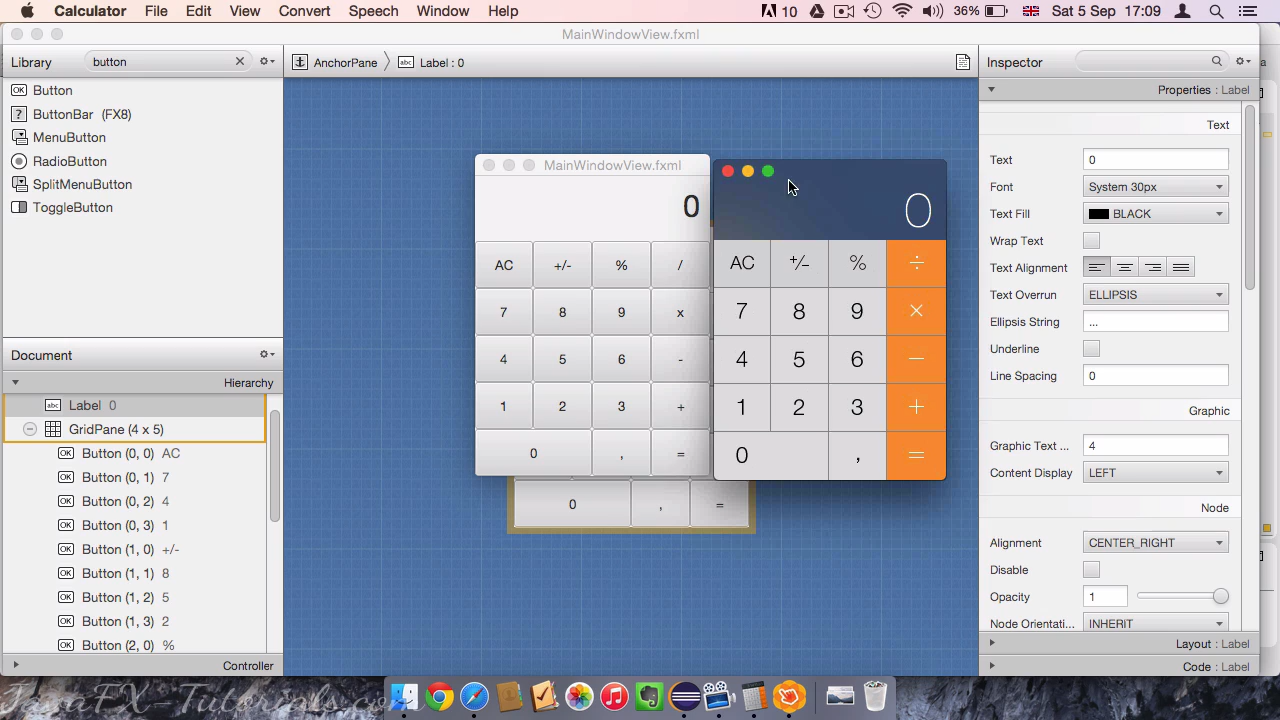 Calculator File Edit View Convert Speech Window Help 10 36% Sat 5 Sep 17:09
MainWindowView.fxml
Library button
AnchorPane Label : 0
Inspector
Button
ButtonBar (FX8)
MenuButton
RadioButton
SplitMenuButton
ToggleButton
Document
Hierarchy
Label 0
GridPane (4 x 5)
Button (0, 0) AC
Button (0, 1) 7
Button (0, 2) 4
Button (0, 3) 1
Button (1, 0) +/-
Button (1, 1) 8
Button (1, 2) 5
Button (1, 3) 2
Button (2, 0) %
Controller
MainWindowView.fxml
0
AC +/- % /
7 8 9 x
4 5 6 -
1 2 3 +
0 , =
0 , =
0
AC +/− % ÷
7 8 9 ×
4 5 6 −
1 2 3 +
0 , =
Properties : Label
Text
Text 0
Font System 30px
Text Fill BLACK
Wrap Text
Text Alignment
Text Overrun ELLIPSIS
Ellipsis String ...
Underline
Line Spacing 0
Graphic
Graphic Text ... 4
Content Display LEFT
Node
Alignment CENTER_RIGHT
Disable
Opacity 1
Node Orientati... INHERIT
Layout : Label
Code : Label
JavaFX-Tutorials.com